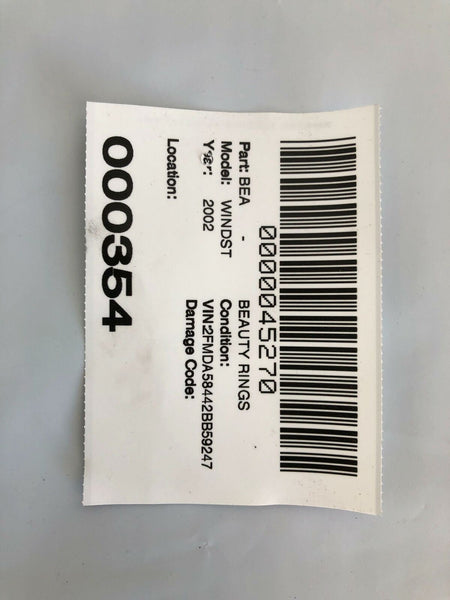 0000045270
Part: BEA - BEAUTY RINGS
Model: WINDST Condition:
Year: 2002 VIN:2FMDA58442BB59247
Damage Code:
Location:
000354